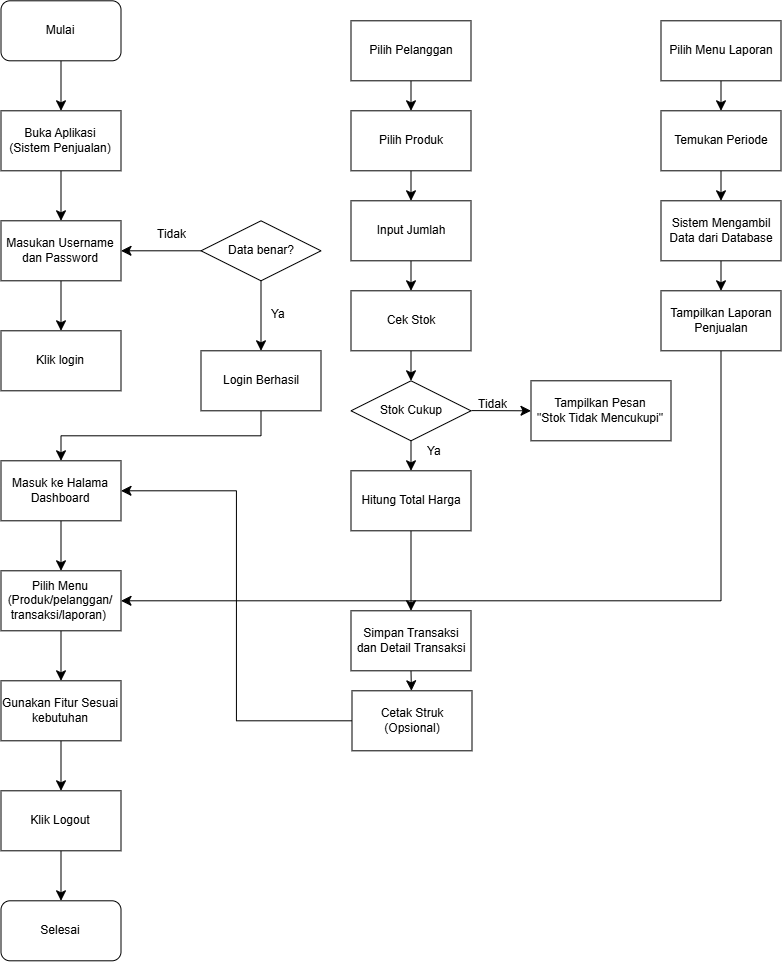 Mulai
Buka Aplikasi
(Sistem Penjualan)
Masukan Username
dan Password
Klik login
Tidak
Data benar?
Ya
Login Berhasil
Masuk ke Halama
Dashboard
Pilih Menu
(Produk/pelanggan/
transaksi/laporan)
Gunakan Fitur Sesuai
kebutuhan
Klik Logout
Selesai
Pilih Pelanggan
Pilih Produk
Input Jumlah
Cek Stok
Stok Cukup
Tidak
Tampilkan Pesan
"Stok Tidak Mencukupi"
Ya
Hitung Total Harga
Simpan Transaksi
dan Detail Transaksi
Cetak Struk
(Opsional)
Pilih Menu Laporan
Temukan Periode
Sistem Mengambil
Data dari Database
Tampilkan Laporan
Penjualan